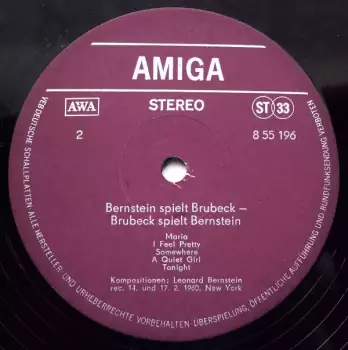 AMIGA
AWA
STEREO
ST 33
2
8 55 196
Bernstein spielt Brubeck –
Brubeck spielt Bernstein
Maria
I Feel Pretty
Somewhere
A Quiet Girl
Tonight
Kompositionen: Leonard Bernstein
rec. 14. und 17. 2. 1960, New York
VEB DEUTSCHE SCHALLPLATTEN · ALLE HERSTELLER- UND URHEBERRECHTE VORBEHALTEN · ÜBERSPIELUNG, ÖFFENTLICHE AUFFÜHRUNG UND RUNDFUNKSENDUNG VERBOTEN